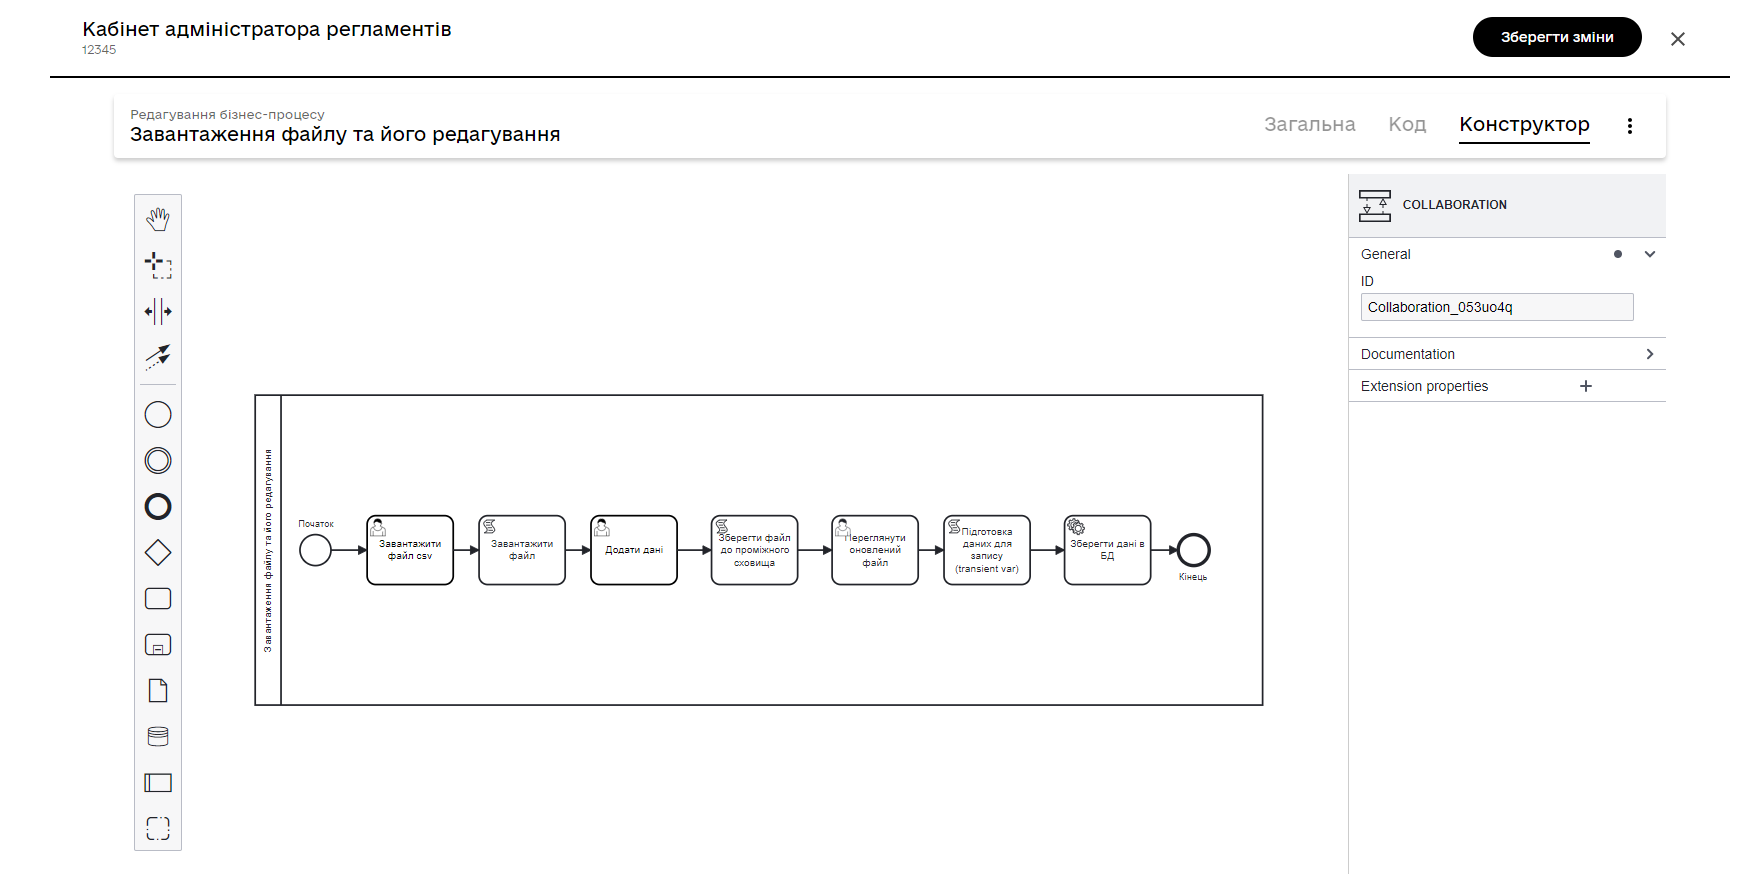 Кабінет адміністратора регламентів
12345
Зберегти зміни
Редагування бізнес-процесу
Завантаження файлу та його редагування
Загальна
Код
Конструктор
COLLABORATION
General
ID
Collaboration_053uo4q
Documentation
Extension properties
Завантаження файлу та його редагування
Початок
Завантажити
файл csv
Завантажити
файл
Додати дані
Зберегти файл
до проміжного
сховища
Переглянути
оновлений
файл
Підготовка
даних для
запису
(transient var)
Зберегти дані в
БД
Кінець